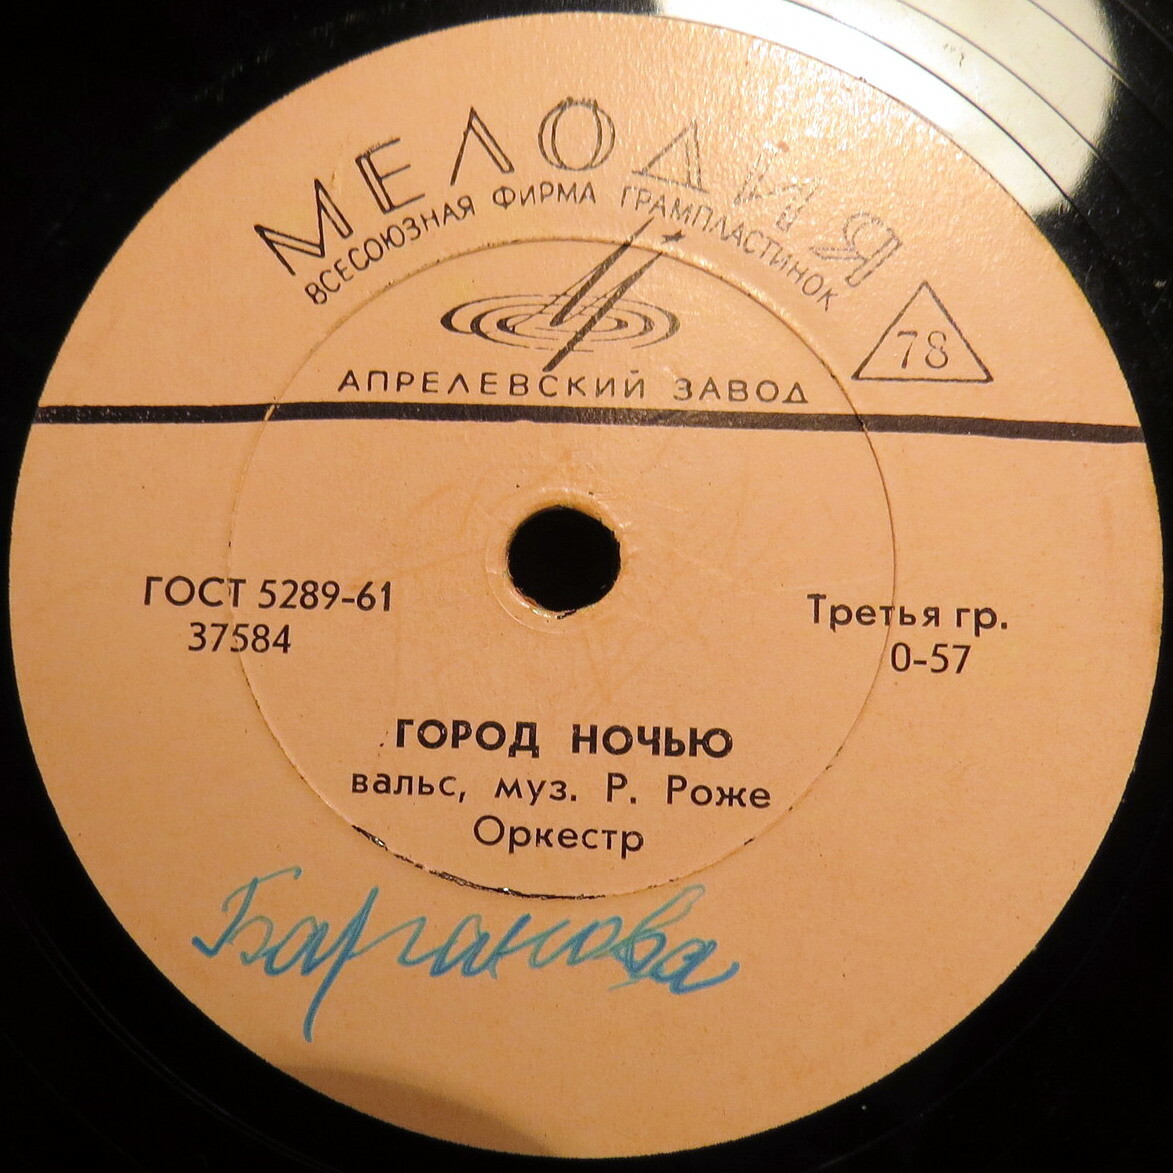 МЕЛОДИЯ
ВСЕСОЮЗНАЯ ФИРМА ГРАМПЛАСТИНОК
78
АПРЕЛЕВСКИЙ ЗАВОД
ГОСТ 5289-61
37584
Третья гр.
0-57
ГОРОД НОЧЬЮ
вальс, муз. Р. Роже
Оркестр
Баранова